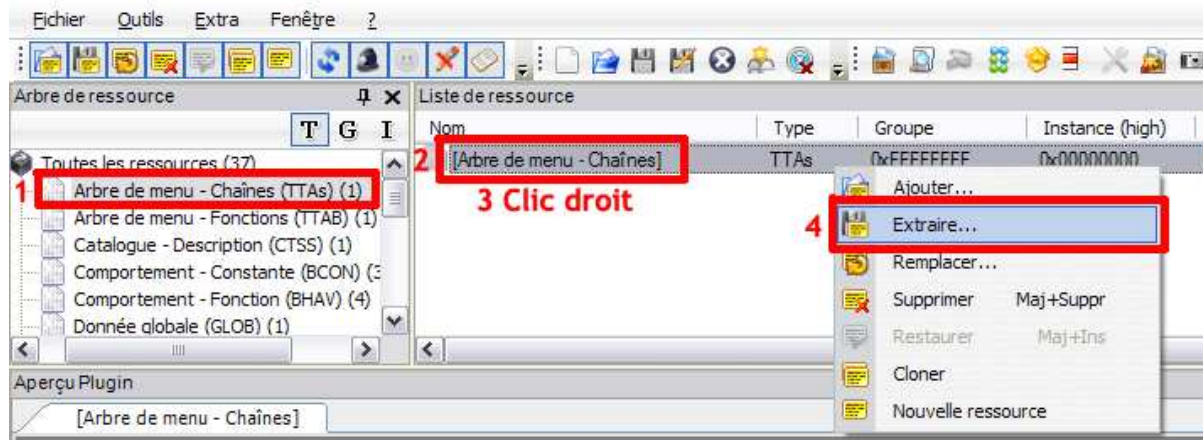 Fichier Outils Extra Fenêtre ?
Arbre de ressource
T G I
Toutes les ressources (37)
1 Arbre de menu - Chaînes (TTAs) (1)
Arbre de menu - Fonctions (TTAB) (1)
Catalogue - Description (CTSS) (1)
Comportement - Constante (BCON) (3
Comportement - Fonction (BHAV) (4)
Donnée globale (GLOB) (1)
Liste de ressource
Nom Type Groupe Instance (high)
2 [Arbre de menu - Chaînes] TTAs 0xFFFFFFFF 0x00000000
3 Clic droit
Ajouter...
4 Extraire...
Remplacer...
Supprimer Maj+Suppr
Restaurer Maj+Ins
Cloner
Nouvelle ressource
Aperçu Plugin
[Arbre de menu - Chaînes]